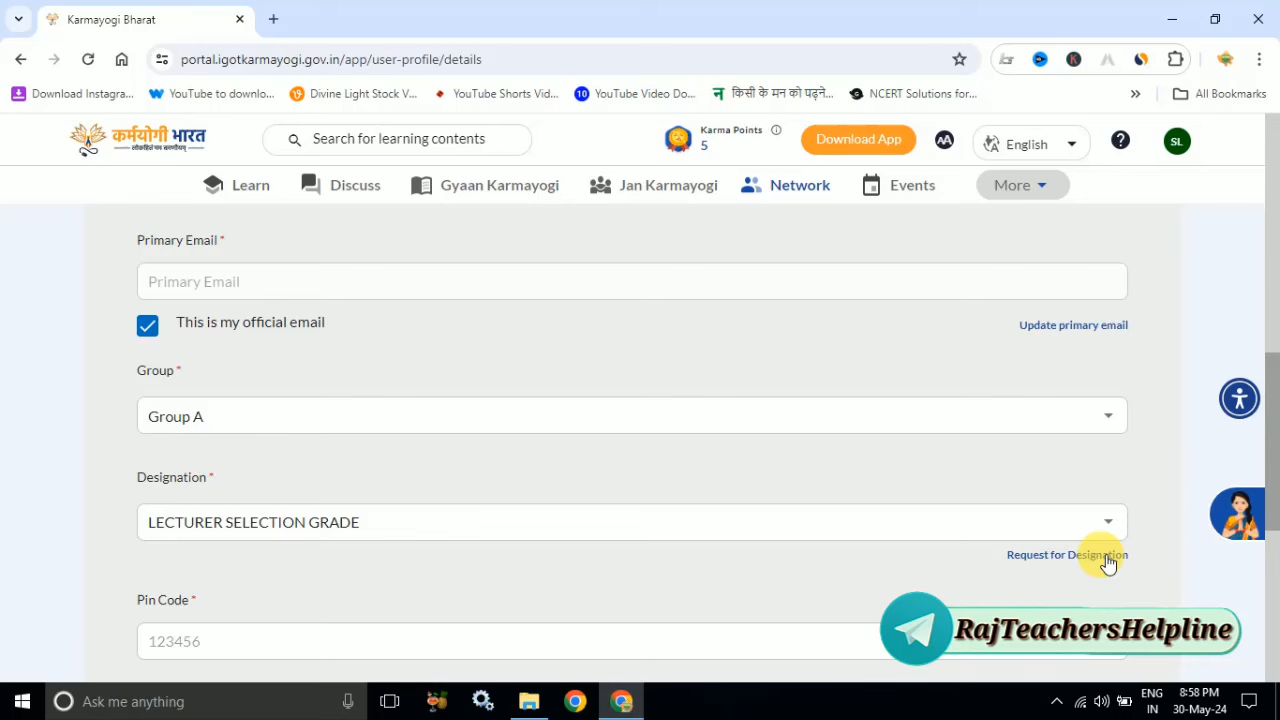 Karmayogi Bharat
portal.igotkarmayogi.gov.in/app/user-profile/details
Download Instagra...
YouTube to downlo...
Divine Light Stock V...
YouTube Shorts Vid...
10 YouTube Video Do...
न किसी के मन को पढ़ने...
NCERT Solutions for...
All Bookmarks
कर्मयोगी भारत
Search for learning contents
Karma Points
5
Download App
AA
English
SL
Learn
Discuss
Gyaan Karmayogi
Jan Karmayogi
Network
Events
More
Primary Email *
Primary Email
This is my official email
Update primary email
Group *
Group A
Designation *
LECTURER SELECTION GRADE
Request for Designation
Pin Code *
123456
RajTeachersHelpline
Ask me anything
ENG
IN
8:58 PM
30-May-24